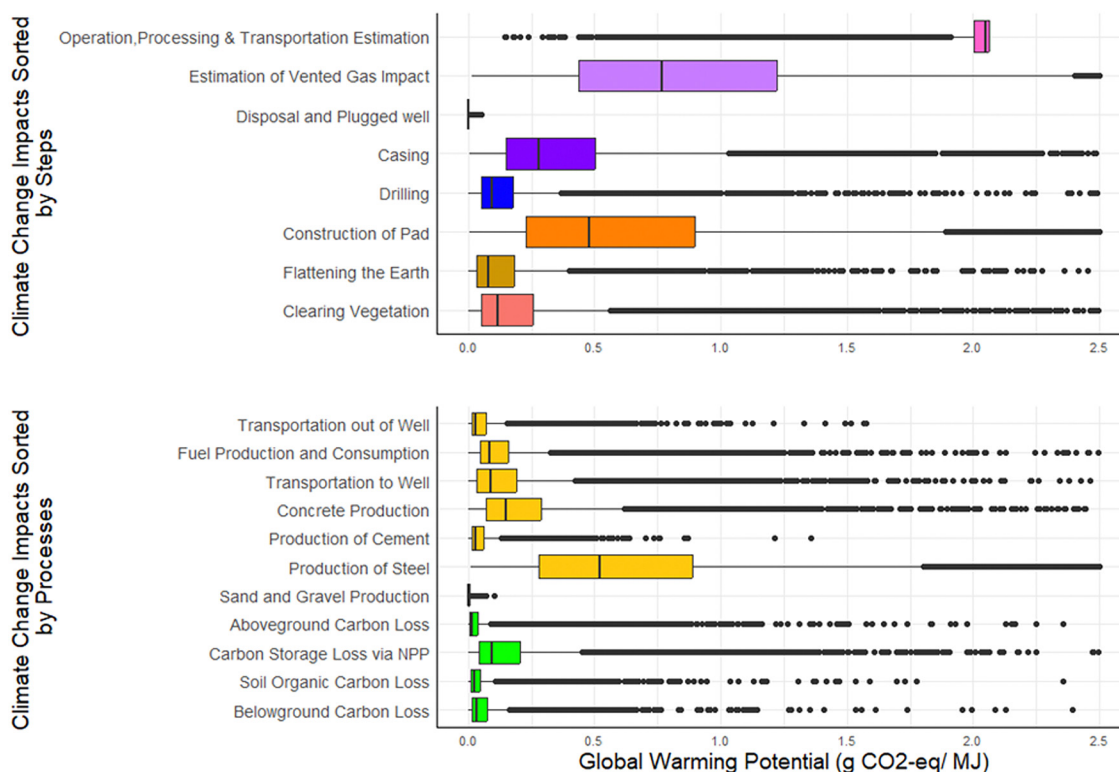 Climate Change Impacts Sorted
by Steps
Operation,Processing & Transportation Estimation
Estimation of Vented Gas Impact
Disposal and Plugged well
Casing
Drilling
Construction of Pad
Flattening the Earth
Clearing Vegetation
0.0 0.5 1.0 1.5 2.0 2.5
Climate Change Impacts Sorted
by Processes
Transportation out of Well
Fuel Production and Consumption
Transportation to Well
Concrete Production
Production of Cement
Production of Steel
Sand and Gravel Production
Aboveground Carbon Loss
Carbon Storage Loss via NPP
Soil Organic Carbon Loss
Belowground Carbon Loss
0.0 0.5 1.0 1.5 2.0 2.5
Global Warming Potential (g CO2-eq/ MJ)